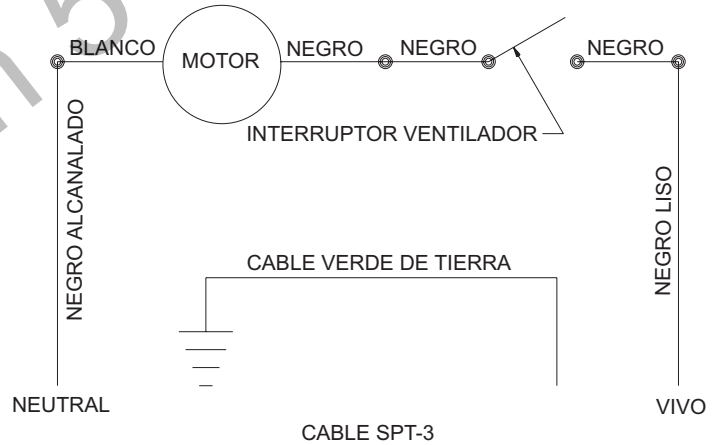 BLANCO
MOTOR
NEGRO
NEGRO
NEGRO
INTERRUPTOR VENTILADOR
NEGRO ALCANALADO
NEGRO LISO
CABLE VERDE DE TIERRA
NEUTRAL
VIVO
CABLE SPT-3